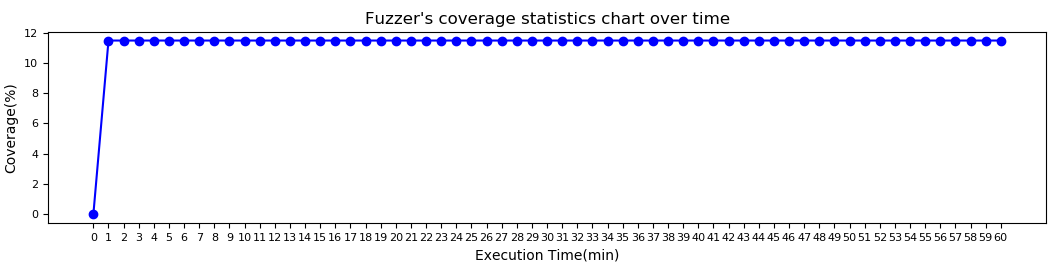 Fuzzer's coverage statistics chart over time
12
10
8
6
4
2
0
Coverage(%)
0 1 2 3 4 5 6 7 8 9 10 11 12 13 14 15 16 17 18 19 20 21 22 23 24 25 26 27 28 29 30 31 32 33 34 35 36 37 38 39 40 41 42 43 44 45 46 47 48 49 50 51 52 53 54 55 56 57 58 59 60
Execution Time(min)